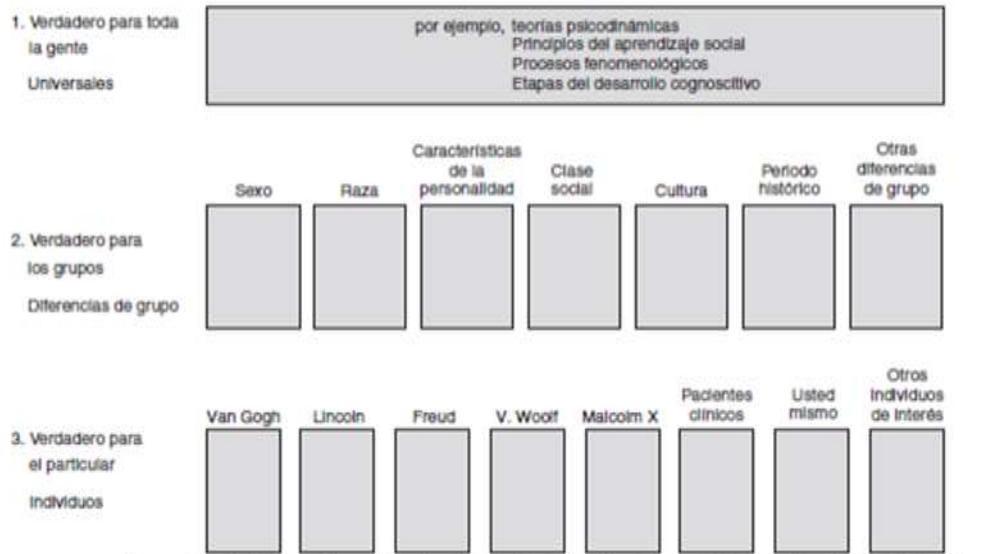 1. Verdadero para toda
la gente
Universales
por ejemplo, teorías psicodinámicas
Principios del aprendizaje social
Procesos fenomenológicos
Etapas del desarrollo cognoscitivo
2. Verdadero para
los grupos
Diferencias de grupo
Sexo
Raza
Características
de la
personalidad
Clase
social
Cultura
Periodo
histórico
Otras
diferencias
de grupo
3. Verdadero para
el particular
Individuos
Van Gogh
Lincoln
Freud
V. Woolf
Malcolm X
Pacientes
clínicos
Usted
mismo
Otros
individuos
de interés